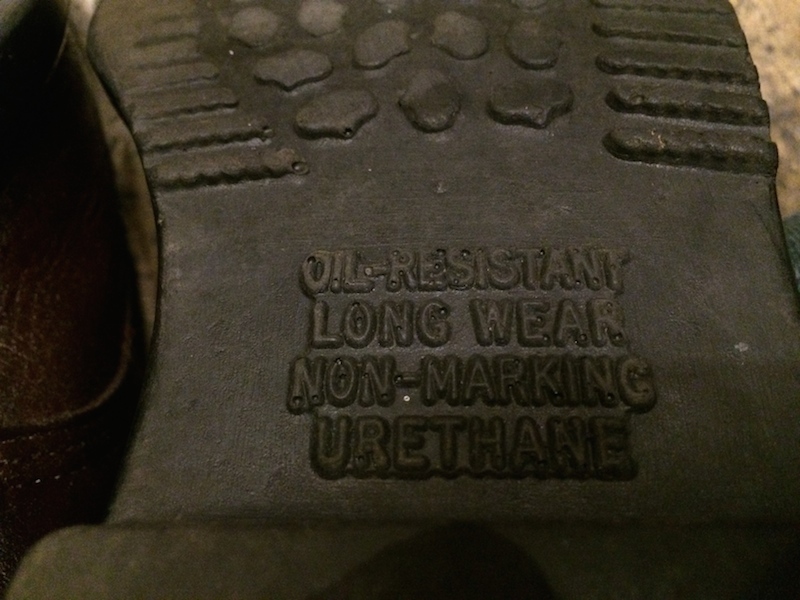 OIL-RESISTANT
LONG WEAR
NON-MARKING
URETHANE